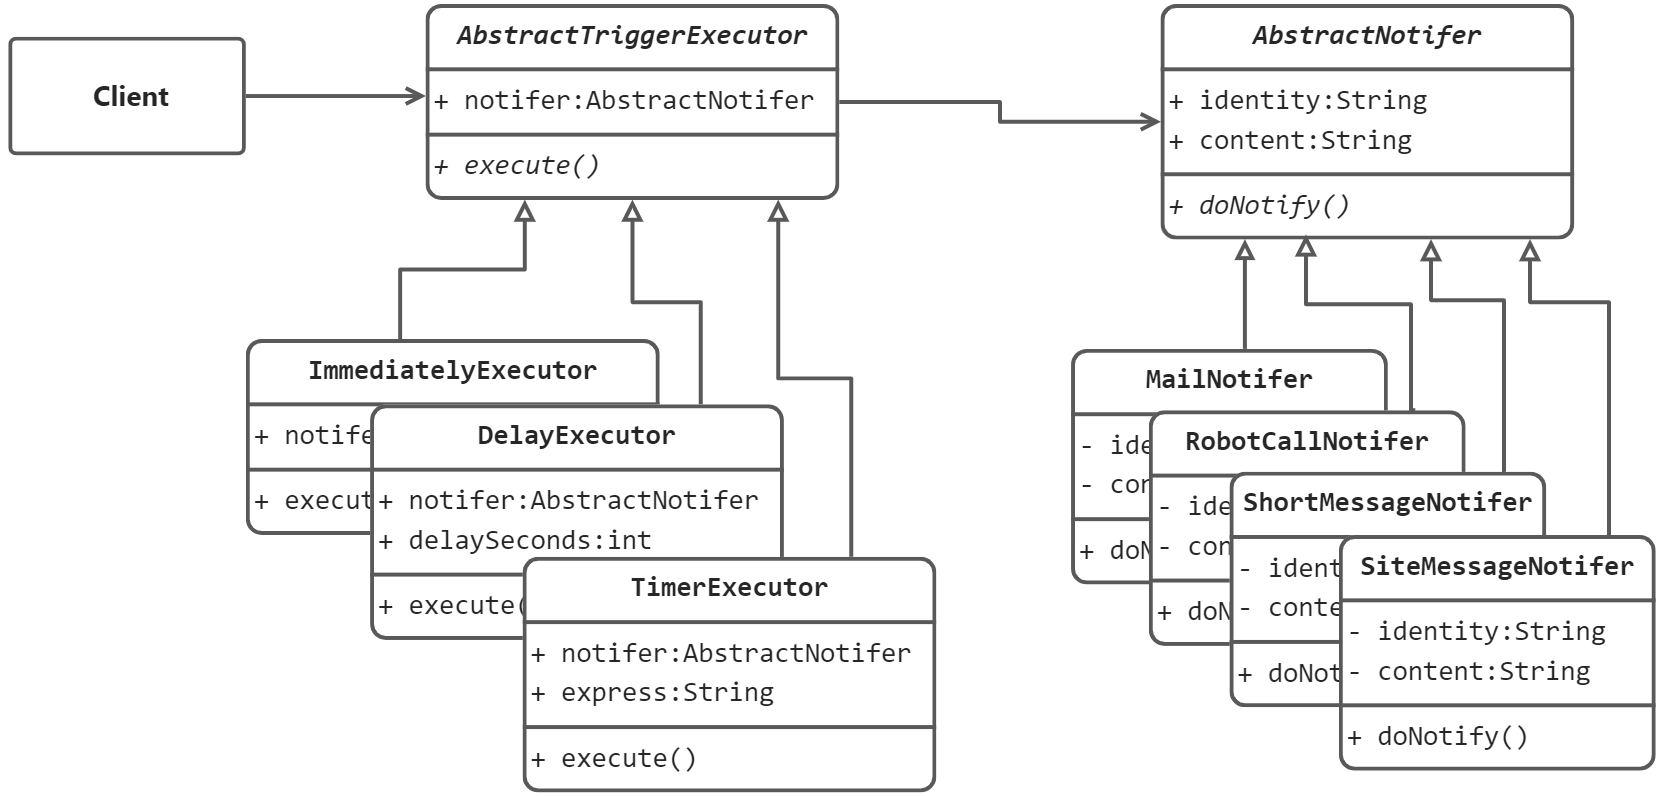 Client
AbstractTriggerExecutor
+ notifer:AbstractNotifer
+ execute()
AbstractNotifer
+ identity:String
+ content:String
+ doNotify()
ImmediatelyExecutor
+ notife
+ execut
DelayExecutor
+ notifer:AbstractNotifer
+ delaySeconds:int
+ execute(
TimerExecutor
+ notifer:AbstractNotifer
+ express:String
+ execute()
MailNotifer
- ide
- con
+ doN
RobotCallNotifer
- ide
- con
+ doN
ShortMessageNotifer
- ident
- conte
+ doNot
SiteMessageNotifer
- identity:String
- content:String
+ doNotify()